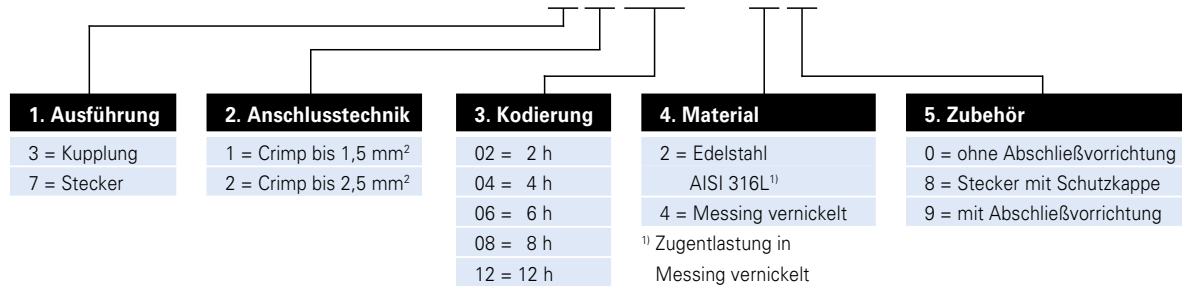 1. Ausführung
3 = Kupplung
7 = Stecker
2. Anschlusstechnik
1 = Crimp bis 1,5 mm²
2 = Crimp bis 2,5 mm²
3. Kodierung
02 = 2 h
04 = 4 h
06 = 6 h
08 = 8 h
12 = 12 h
4. Material
2 = Edelstahl
AISI 316L¹⁾
4 = Messing vernickelt
¹⁾ Zugentlastung in
Messing vernickelt
5. Zubehör
0 = ohne Abschließvorrichtung
8 = Stecker mit Schutzkappe
9 = mit Abschließvorrichtung